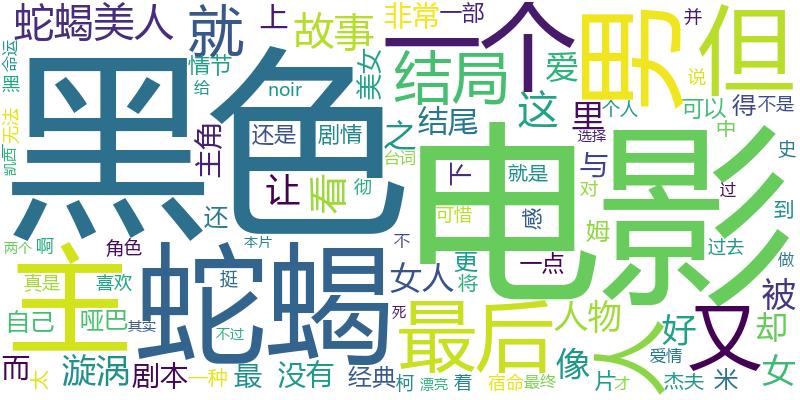 蛇蝎美人 就 上 故事 非常 一部 一个 男 并 但
黑 命运 情节 给 noir 美女 结局 爱 说
黑色 无法 凯西 主角 还是 剧情 之 结尾 这 里 选择 个人 可以 得 不是
让 看 彻 台词 下 就是 与 中 史
电影 还 可惜 感 姆 对 过 到
两个 啊 角色 本片 不 更 一点 过去 做
主 真是 喜欢 挺 蛇蝎 女人 将 被
自己 哑巴 其实 不过 死 最后 人物 人 好 又 却
而 太 漩涡 剧本 一种 最 没有 经典 柯 漂亮 着 宿命 最终 像 片 才 爱情 杰夫 米 女